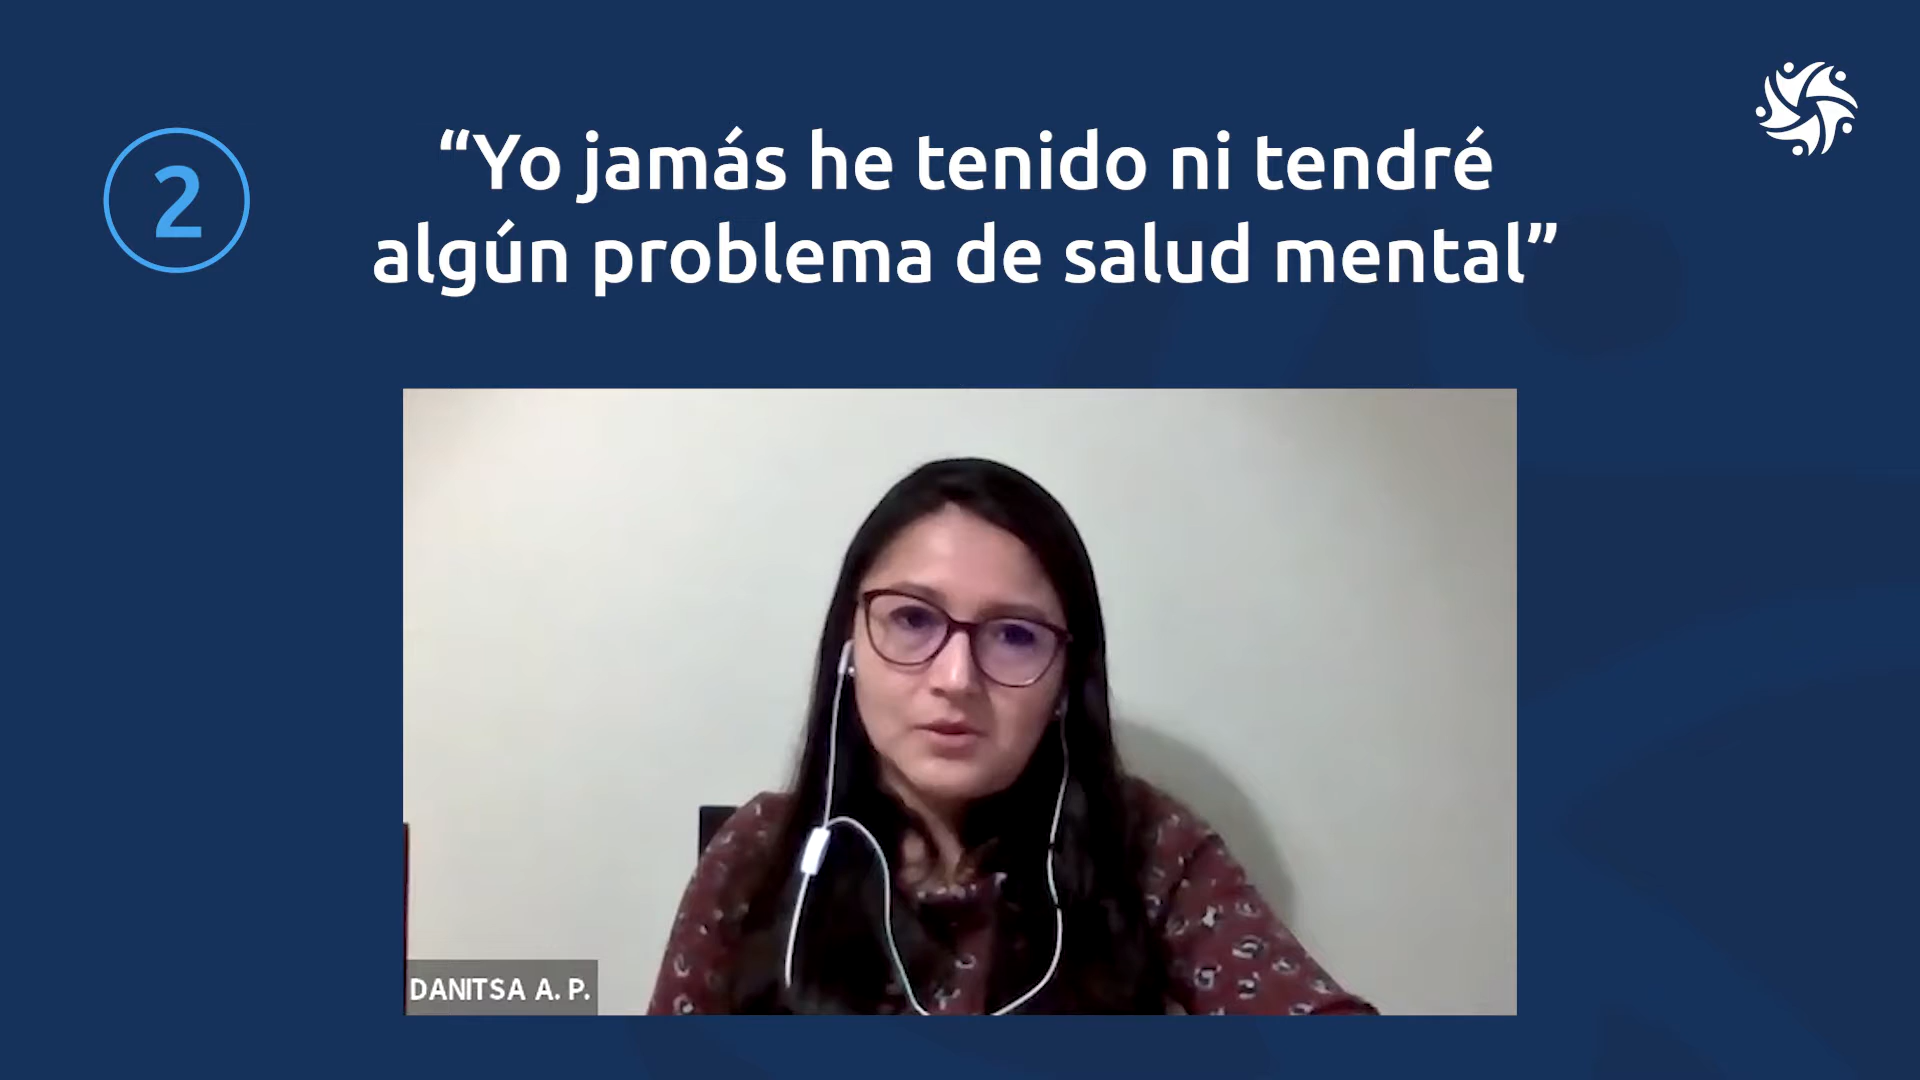 2
“Yo jamás he tenido ni tendré
algún problema de salud mental”
DANITSA A. P.